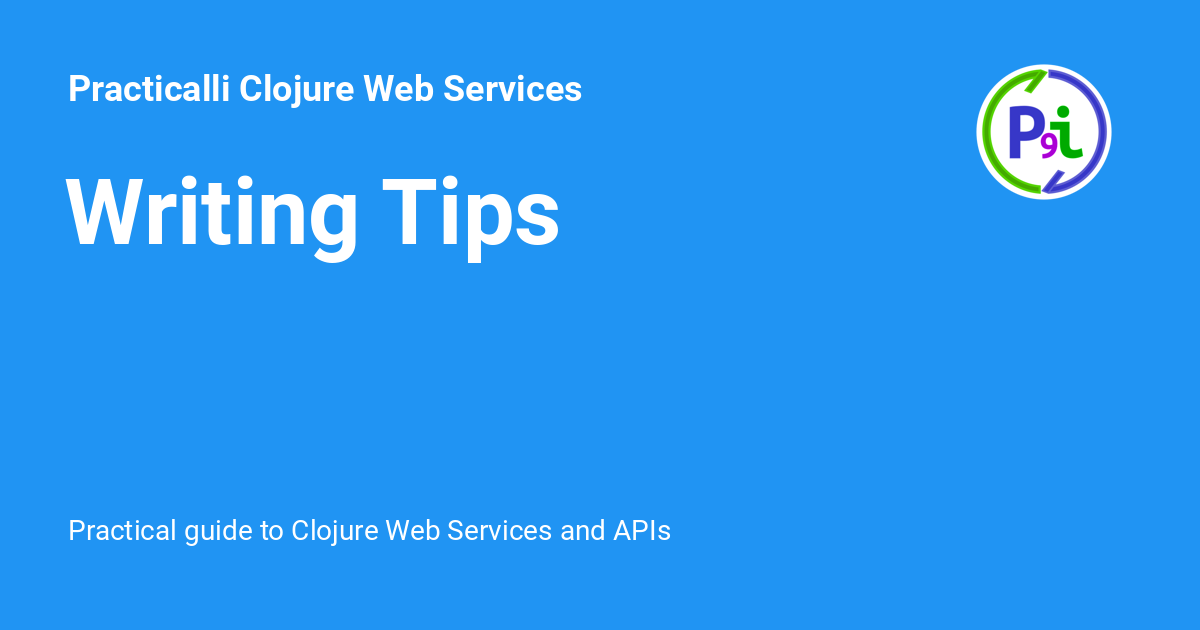 Practicalli Clojure Web Services
Writing Tips
P9i
Practical guide to Clojure Web Services and APIs